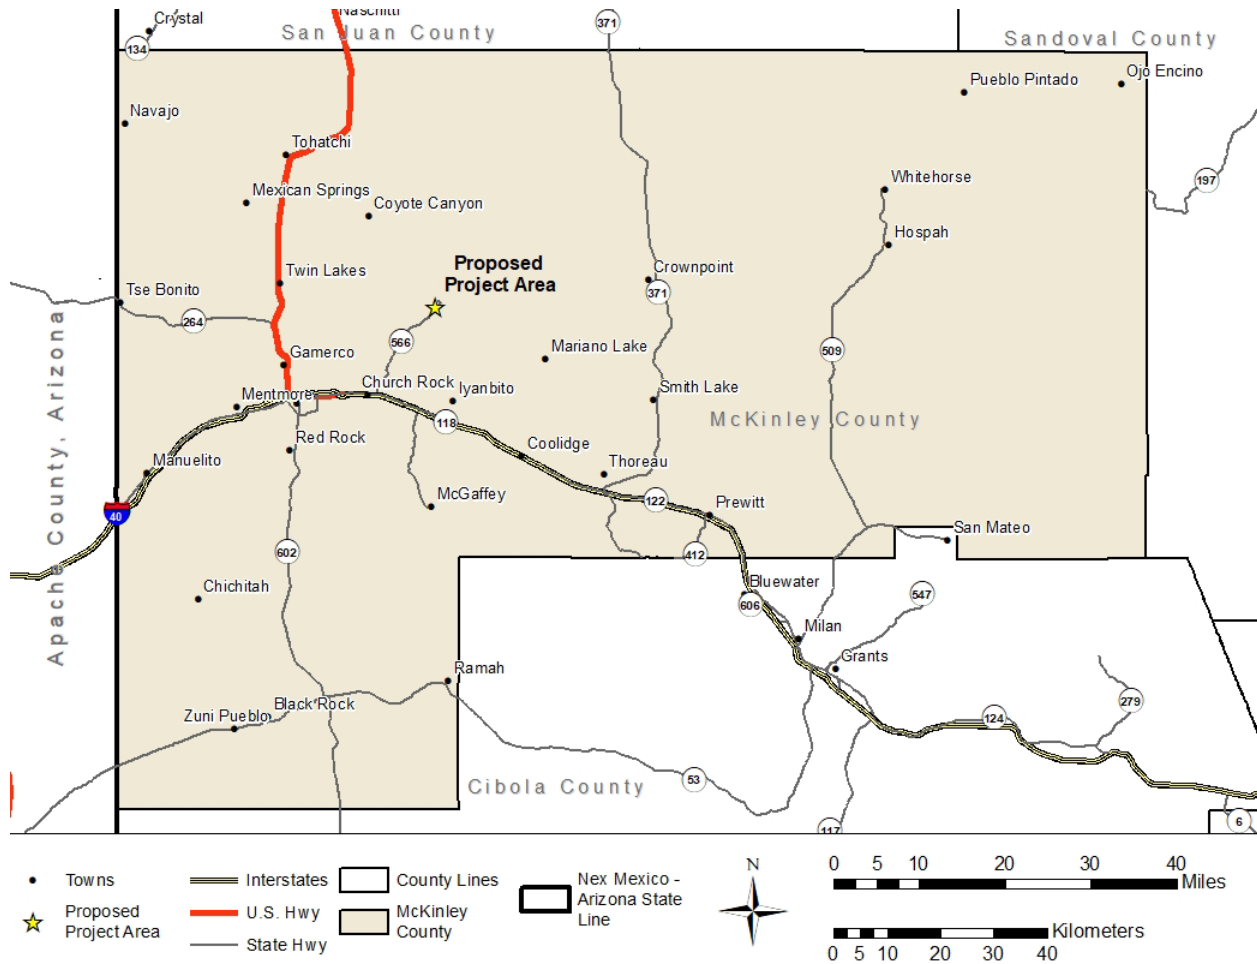 Crystal
Naschitti
371
San Juan County
Sandoval County
134
Pueblo Pintado
Ojo Encino
Navajo
Tohatchi
Mexican Springs
Coyote Canyon
Whitehorse
197
Hospah
Twin Lakes
Proposed
Project Area
Crownpoint
371
Tse Bonito
264
566
Gamerco
Mariano Lake
509
Apache County, Arizona
Mentmore
Church Rock
Iyanbito
Smith Lake
118
McKinley County
Red Rock
Coolidge
Manuelito
Thoreau
McGaffey
122
Prewitt
40
San Mateo
602
412
Chichitah
Bluewater
606
547
Milan
Grants
Ramah
Black Rock
Zuni Pueblo
279
124
53
Cibola County
117
6
Towns
Proposed
Project Area
Interstates
U.S. Hwy
State Hwy
County Lines
McKinley
County
Nex Mexico -
Arizona State
Line
N
0 5 10 20 30 40
Miles
Kilometers
0 5 10 20 30 40